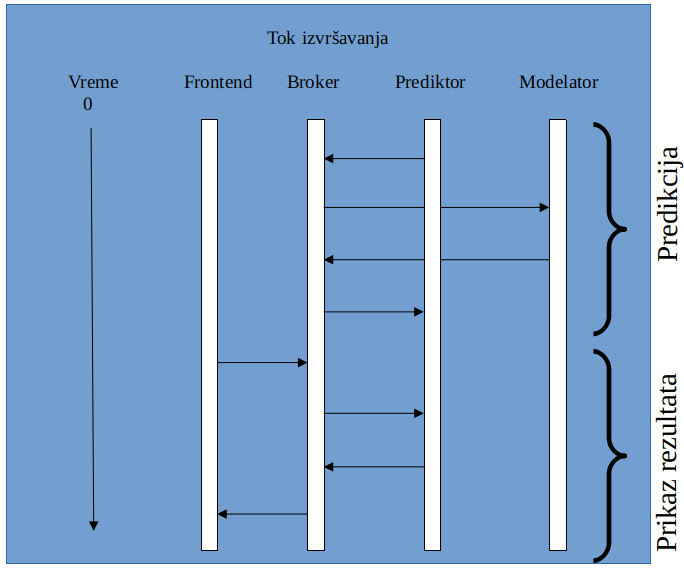 Tok izvršavanja
Vreme
0
Frontend
Broker
Prediktor
Modelator
Predikcija
Prikaz rezultata